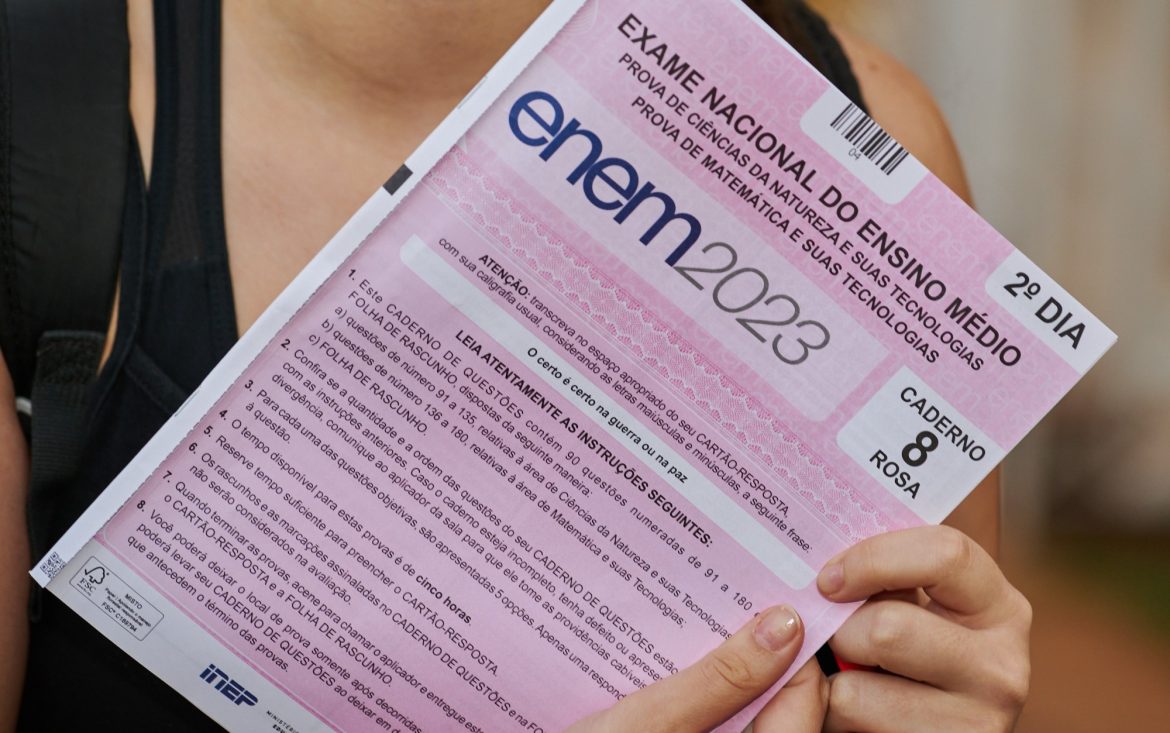 EXAME NACIONAL DO ENSINO MÉDIO
PROVA DE CIÊNCIAS DA NATUREZA E SUAS TECNOLOGIAS
PROVA DE MATEMÁTICA E SUAS TECNOLOGIAS
04
2º DIA
enem2023
CADERNO
8
ROSA
ATENÇÃO: transcreva no espaço apropriado do seu CARTÃO-RESPOSTA,
com sua caligrafia usual, considerando as letras maiúsculas e minúsculas, a seguinte frase:
O certo é certo na guerra ou na paz
LEIA ATENTAMENTE AS INSTRUÇÕES SEGUINTES:
1. Este CADERNO DE QUESTÕES contém 90 questões numeradas de 91 a 180
FOLHA DE RASCUNHO, dispostas da seguinte maneira:
a) questões de número 91 a 135, relativas à área de Ciências da Natureza e suas Tecnologias
b) questões de número 136 a 180, relativas à área de Matemática e suas Tecnologias;
c) FOLHA DE RASCUNHO.
2. Confira se a quantidade e a ordem das questões do seu CADERNO DE QUESTÕES estão
com as instruções anteriores. Caso o caderno esteja incompleto, tenha defeito ou aprese
divergência, comunique ao aplicador da sala para que ele tome as providências cabívei
3. Para cada uma das questões objetivas, são apresentadas 5 opções. Apenas uma respon
à questão.
4. O tempo disponível para estas provas é de cinco horas.
5. Reserve tempo suficiente para preencher o CARTÃO-RESPOSTA.
6. Os rascunhos e as marcações assinaladas no CADERNO DE QUESTÕES e na FO
não serão considerados na avaliação
7. Quando terminar as provas, acene para chamar o aplicador e entregue este
o CARTÃO-RESPOSTA e a FOLHA DE RASCUNHO.
8. Você poderá deixar o local de prova somente após decorridas
poderá levar seu CADERNO DE QUESTÕES ao deixar em d
que antecedem o término das provas.
FSC
MISTO
inep